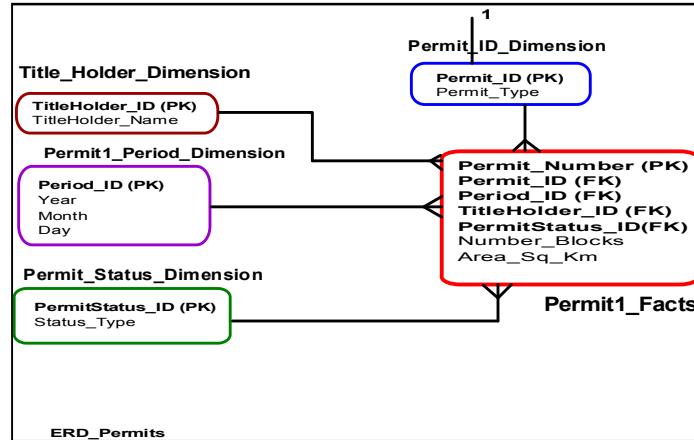 1
Permit_ID_Dimension
Permit_ID (PK)
Permit_Type
Title_Holder_Dimension
TitleHolder_ID (PK)
TitleHolder_Name
Permit1_Period_Dimension
Period_ID (PK)
Year
Month
Day
Permit_Number (PK)
Permit_ID (FK)
Period_ID (FK)
TitleHolder_ID (FK)
PermitStatus_ID(FK)
Number_Blocks
Area_Sq_Km
Permit1_Facts
Permit_Status_Dimension
PermitStatus_ID (PK)
Status_Type
ERD_Permits